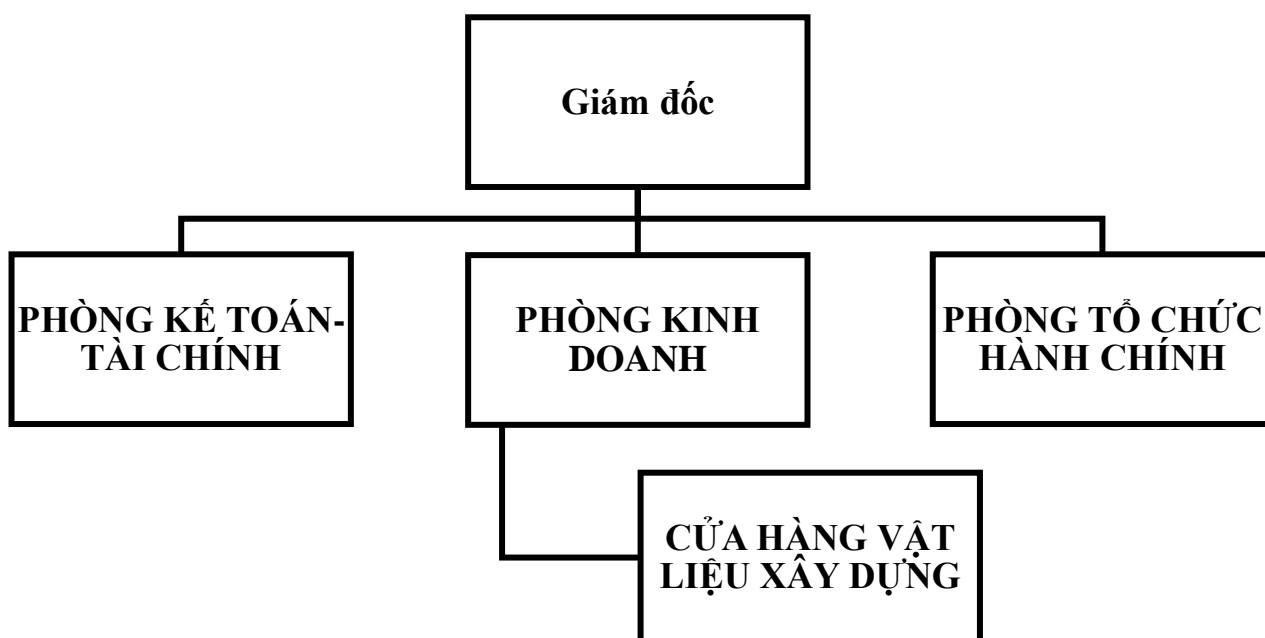 Giám đốc
PHÒNG KẾ TOÁN-
TÀI CHÍNH
PHÒNG KINH
DOANH
PHÒNG TỔ CHỨC
HÀNH CHÍNH
CỬA HÀNG VẬT
LIỆU XÂY DỰNG